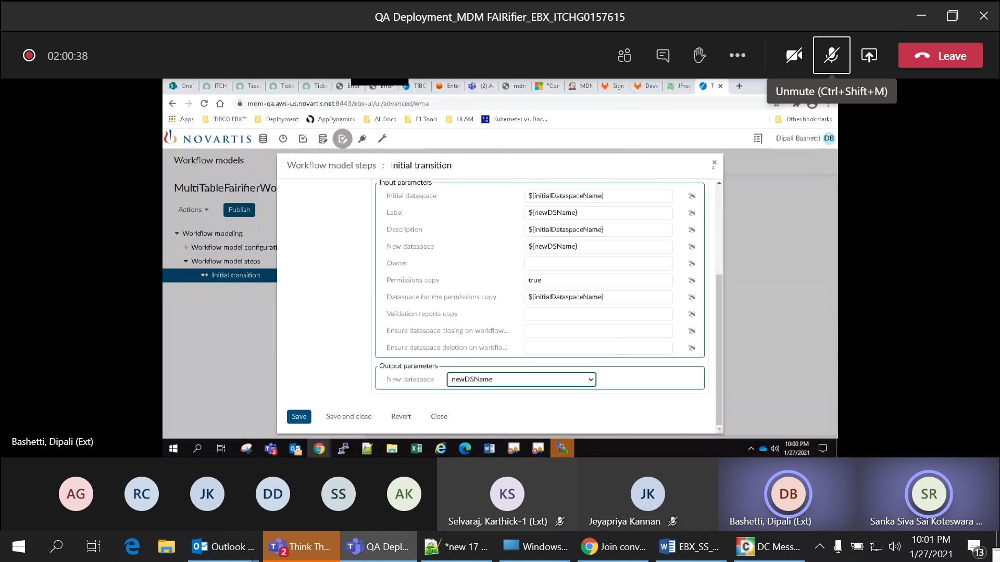 QA Deployment_MDM FAIRifier_EBX_ITCHG0157615
02:00:38
Leave
Unmute (Ctrl+Shift+M)
OneN ITCH Task: Ticke Ticke Error Error TIBC Enter (2) A mdm "Con MDM Sign Deve JFrog T
mdm-qa.aws-us.novartis.net:8443/ebx-ui/ui/advanced/wma
Apps TIBCO EBX™ Deployment AppDynamics All Docs F1 Tools ULAM Kubernetes vs. Doc... Other bookmarks
NOVARTIS
Dipali Bashetti DB
Workflow models
MultiTableFairifierWo
Actions
Publish
Workflow modeling
Workflow model configurati
Workflow model steps
Initial transition
Workflow model steps : Initial transition
Input parameters
Initial dataspace ${initialDataspaceName}
Label ${newDSName}
Description ${initialDataspaceName}
New dataspace ${newDSName}
Owner
Permissions copy true
Dataspace for the permissions copy ${initialDataspaceName}
Validation reports copy
Ensure dataspace closing on workflow...
Ensure dataspace deletion on workflo...
Output parameters
New dataspace newDSName
Save Save and close Revert Close
Bashetti, Dipali (Ext)
10:00 PM
1/27/2021
AG RC JK DD SS AK KS JK DB SR
Selvaraj, Karthick-1 (Ext) Jeyapriya Kannan Bashetti, Dipali (Ext) Sanka Siva Sai Koteswara ...
Outlook ... 2 Think Th... QA Depl... *new 17 ... Windows... Join conv... EBX_SS_... DC Mess...
10:01 PM
1/27/2021
13